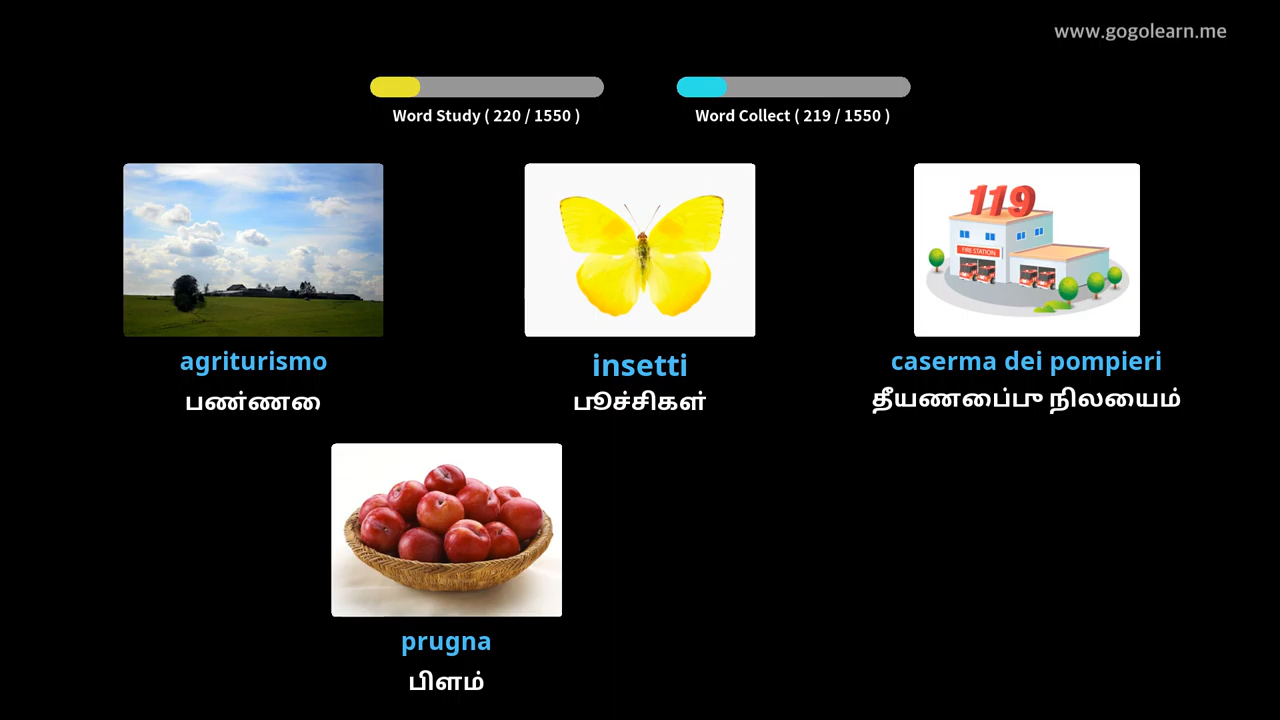 www.gogolearn.me
Word Study ( 220 / 1550 )
Word Collect ( 219 / 1550 )
119
FIRE STATION
agriturismo
insetti
caserma dei pompieri
பண்ணை
பூச்சிகள்
தீயணைப்பு நிலையம்
prugna
பிளம்